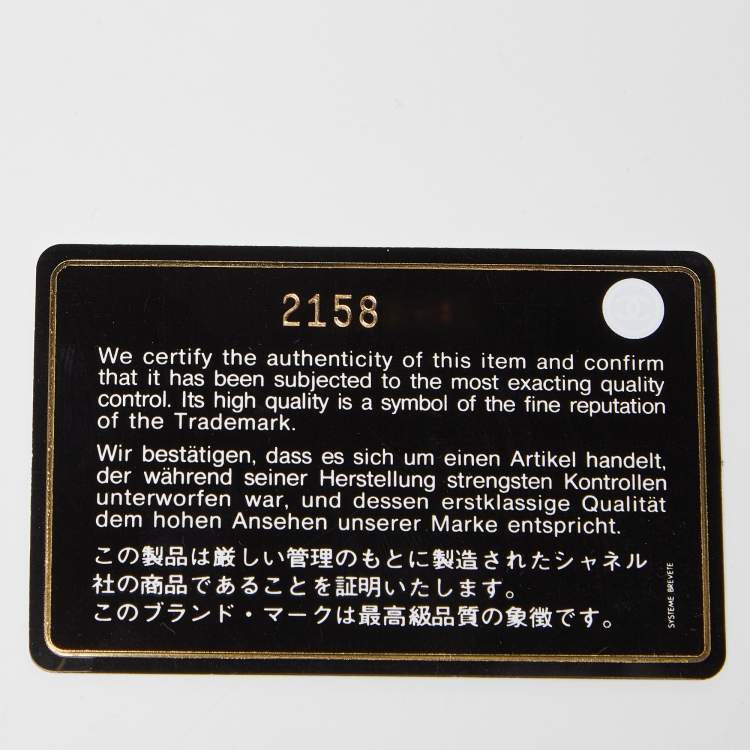 2158
We certify the authenticity of this item and confirm
that it has been subjected to the most exacting quality
control. Its high quality is a symbol of the fine reputation
of the Trademark.
Wir bestätigen, dass es sich um einen Artikel handelt,
der während seiner Herstellung strengsten Kontrollen
unterworfen war, und dessen erstklassige Qualität
dem hohen Ansehen unserer Marke entspricht.
この製品は厳しい管理のもとに製造されたシャネル
社の商品であることを証明いたします。
このブランド・マークは最高級品質の象徴です。
SYSTEME BREVETE